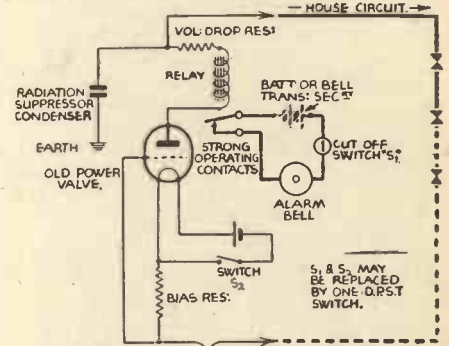 HOUSE CIRCUIT.
VOL: DROP RES:
RELAY
BATT OR BELL
TRANS: SECRY
RADIATION
SUPPRESSOR
CONDENSER
CUT OFF
SWITCH "S1.
EARTH
STRONG
OPERATING
CONTACTS
OLD POWER
VALVE.
ALARM
BELL
SWITCH
S2
S1 & S2 MAY
BE REPLACED
BY ONE D.P.S.T
SWITCH.
BIAS RES: